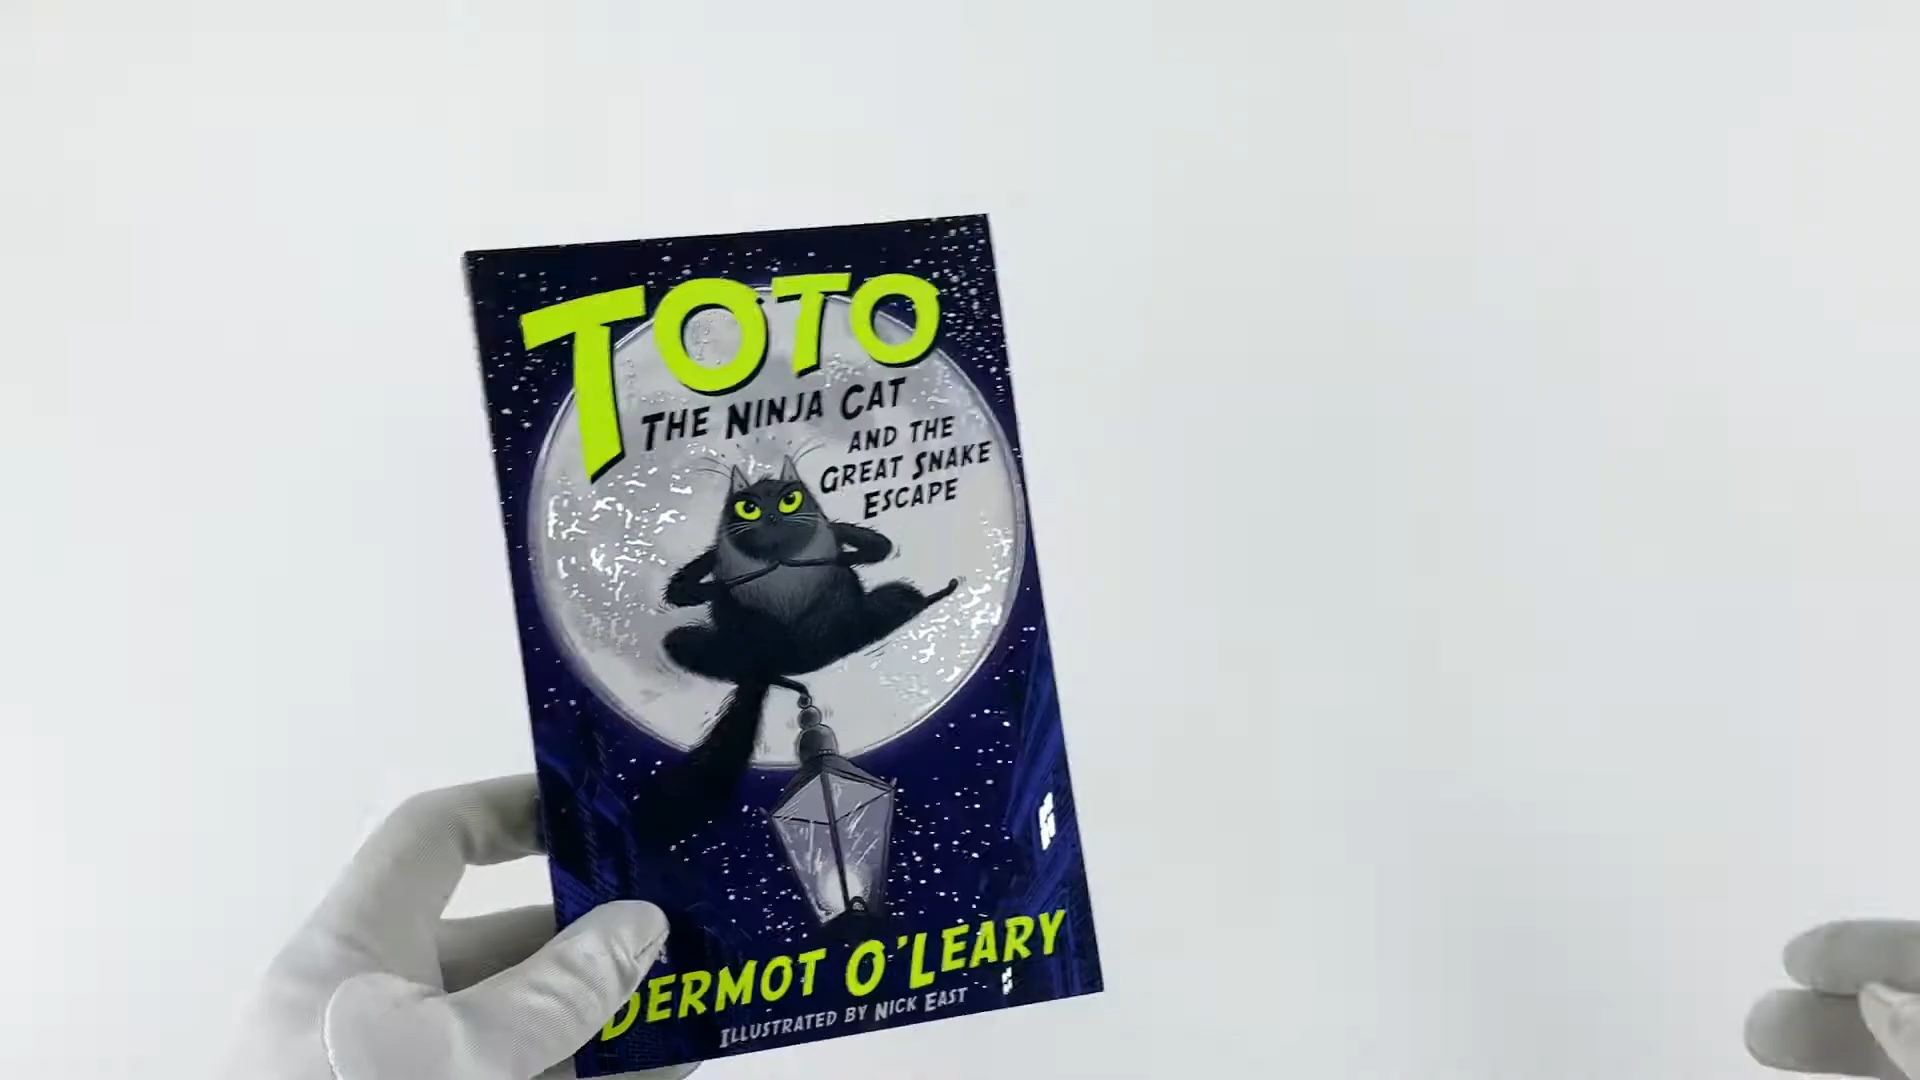 TOTO
THE NINJA CAT
AND THE
GREAT SNAKE
ESCAPE
DERMOT O'LEARY
ILLUSTRATED BY NICK EAST